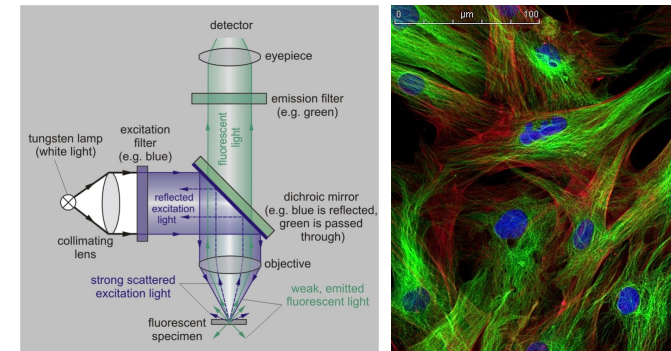 detector
eyepiece
emission filter
(e.g. green)
fluorescent
light
excitation
filter
(e.g. blue)
tungsten lamp
(white light)
reflected
excitation
light
dichroic mirror
(e.g. blue is reflected,
green is passed
through)
collimating
lens
objective
strong scattered
excitation light
weak, emitted
fluorescent light
fluorescent
specimen
0 µm 100